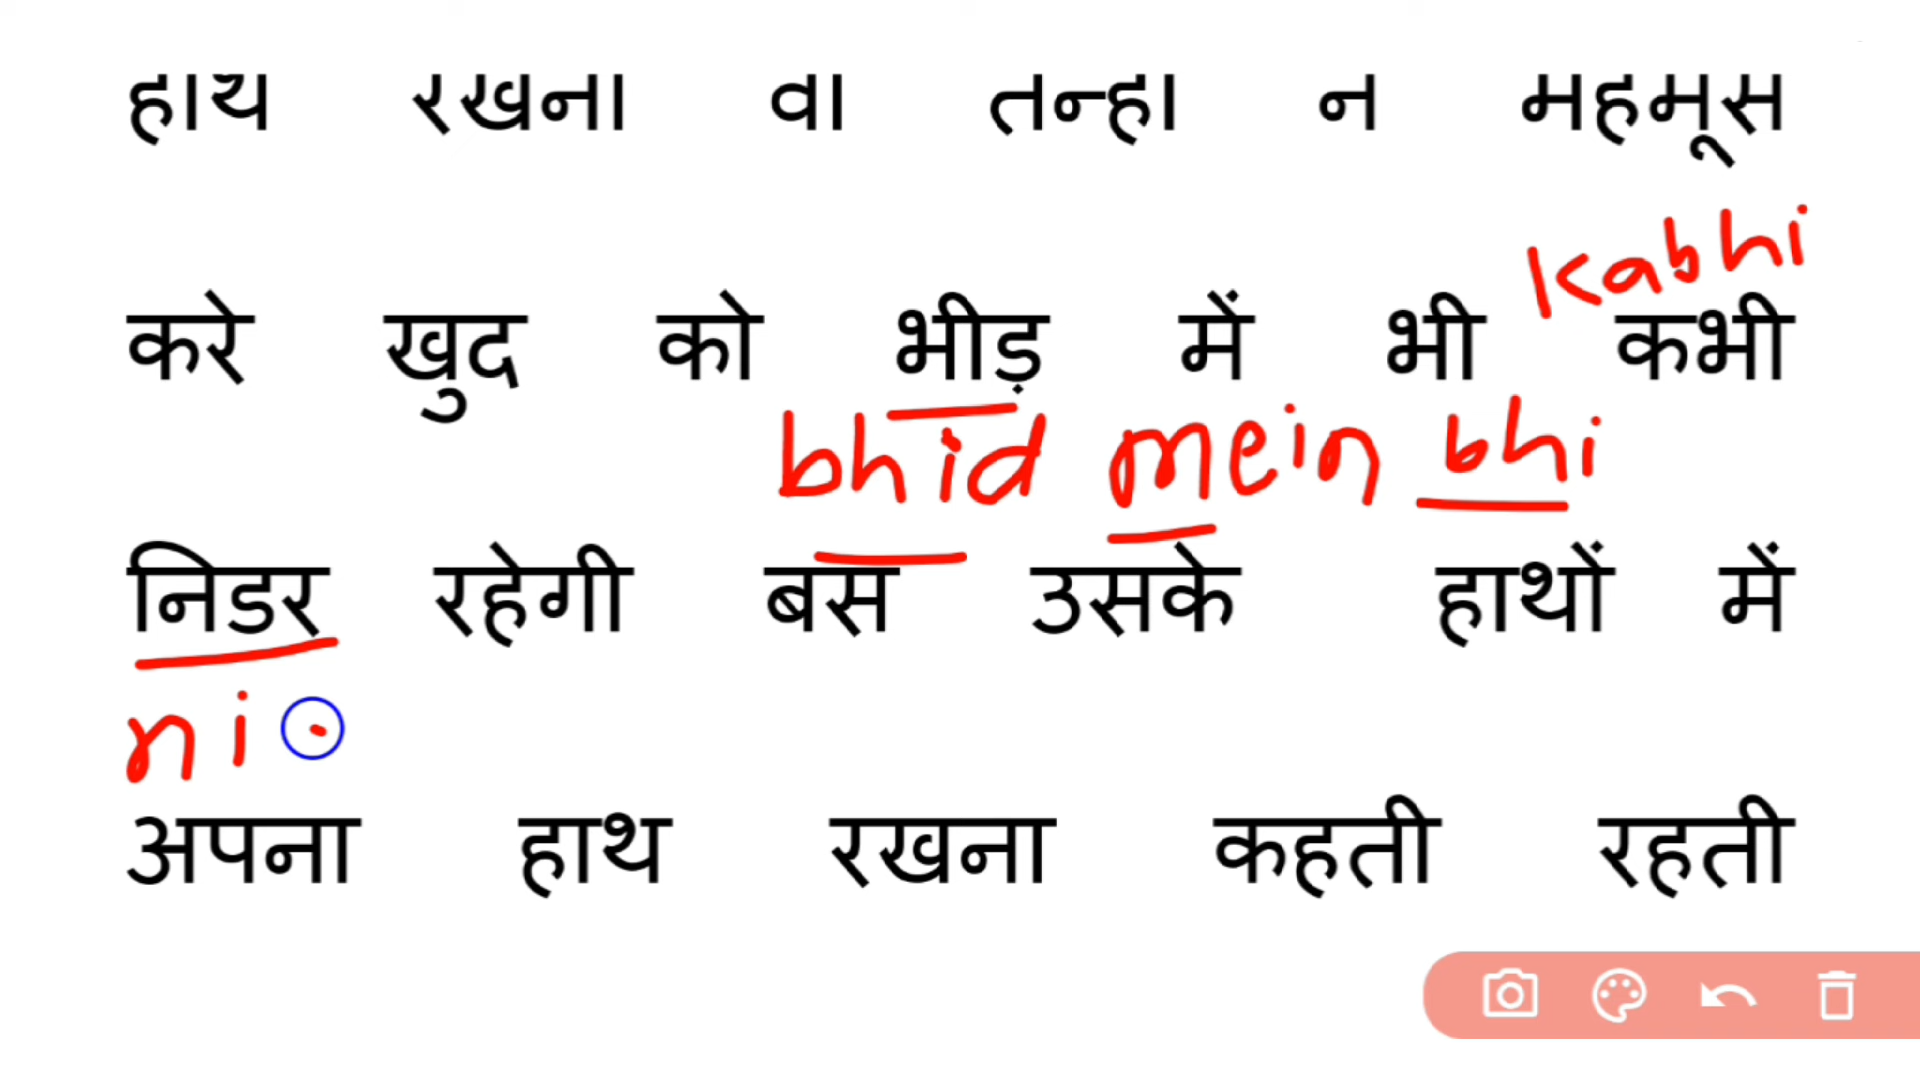 हाथ रखना वो तन्हा न महमूस
kabhi
करे खुद को भीड़ में भी कभी
bhid mein bhi
निडर रहेगी बस उसके हाथों में
ni
अपना हाथ रखना कहती रहती